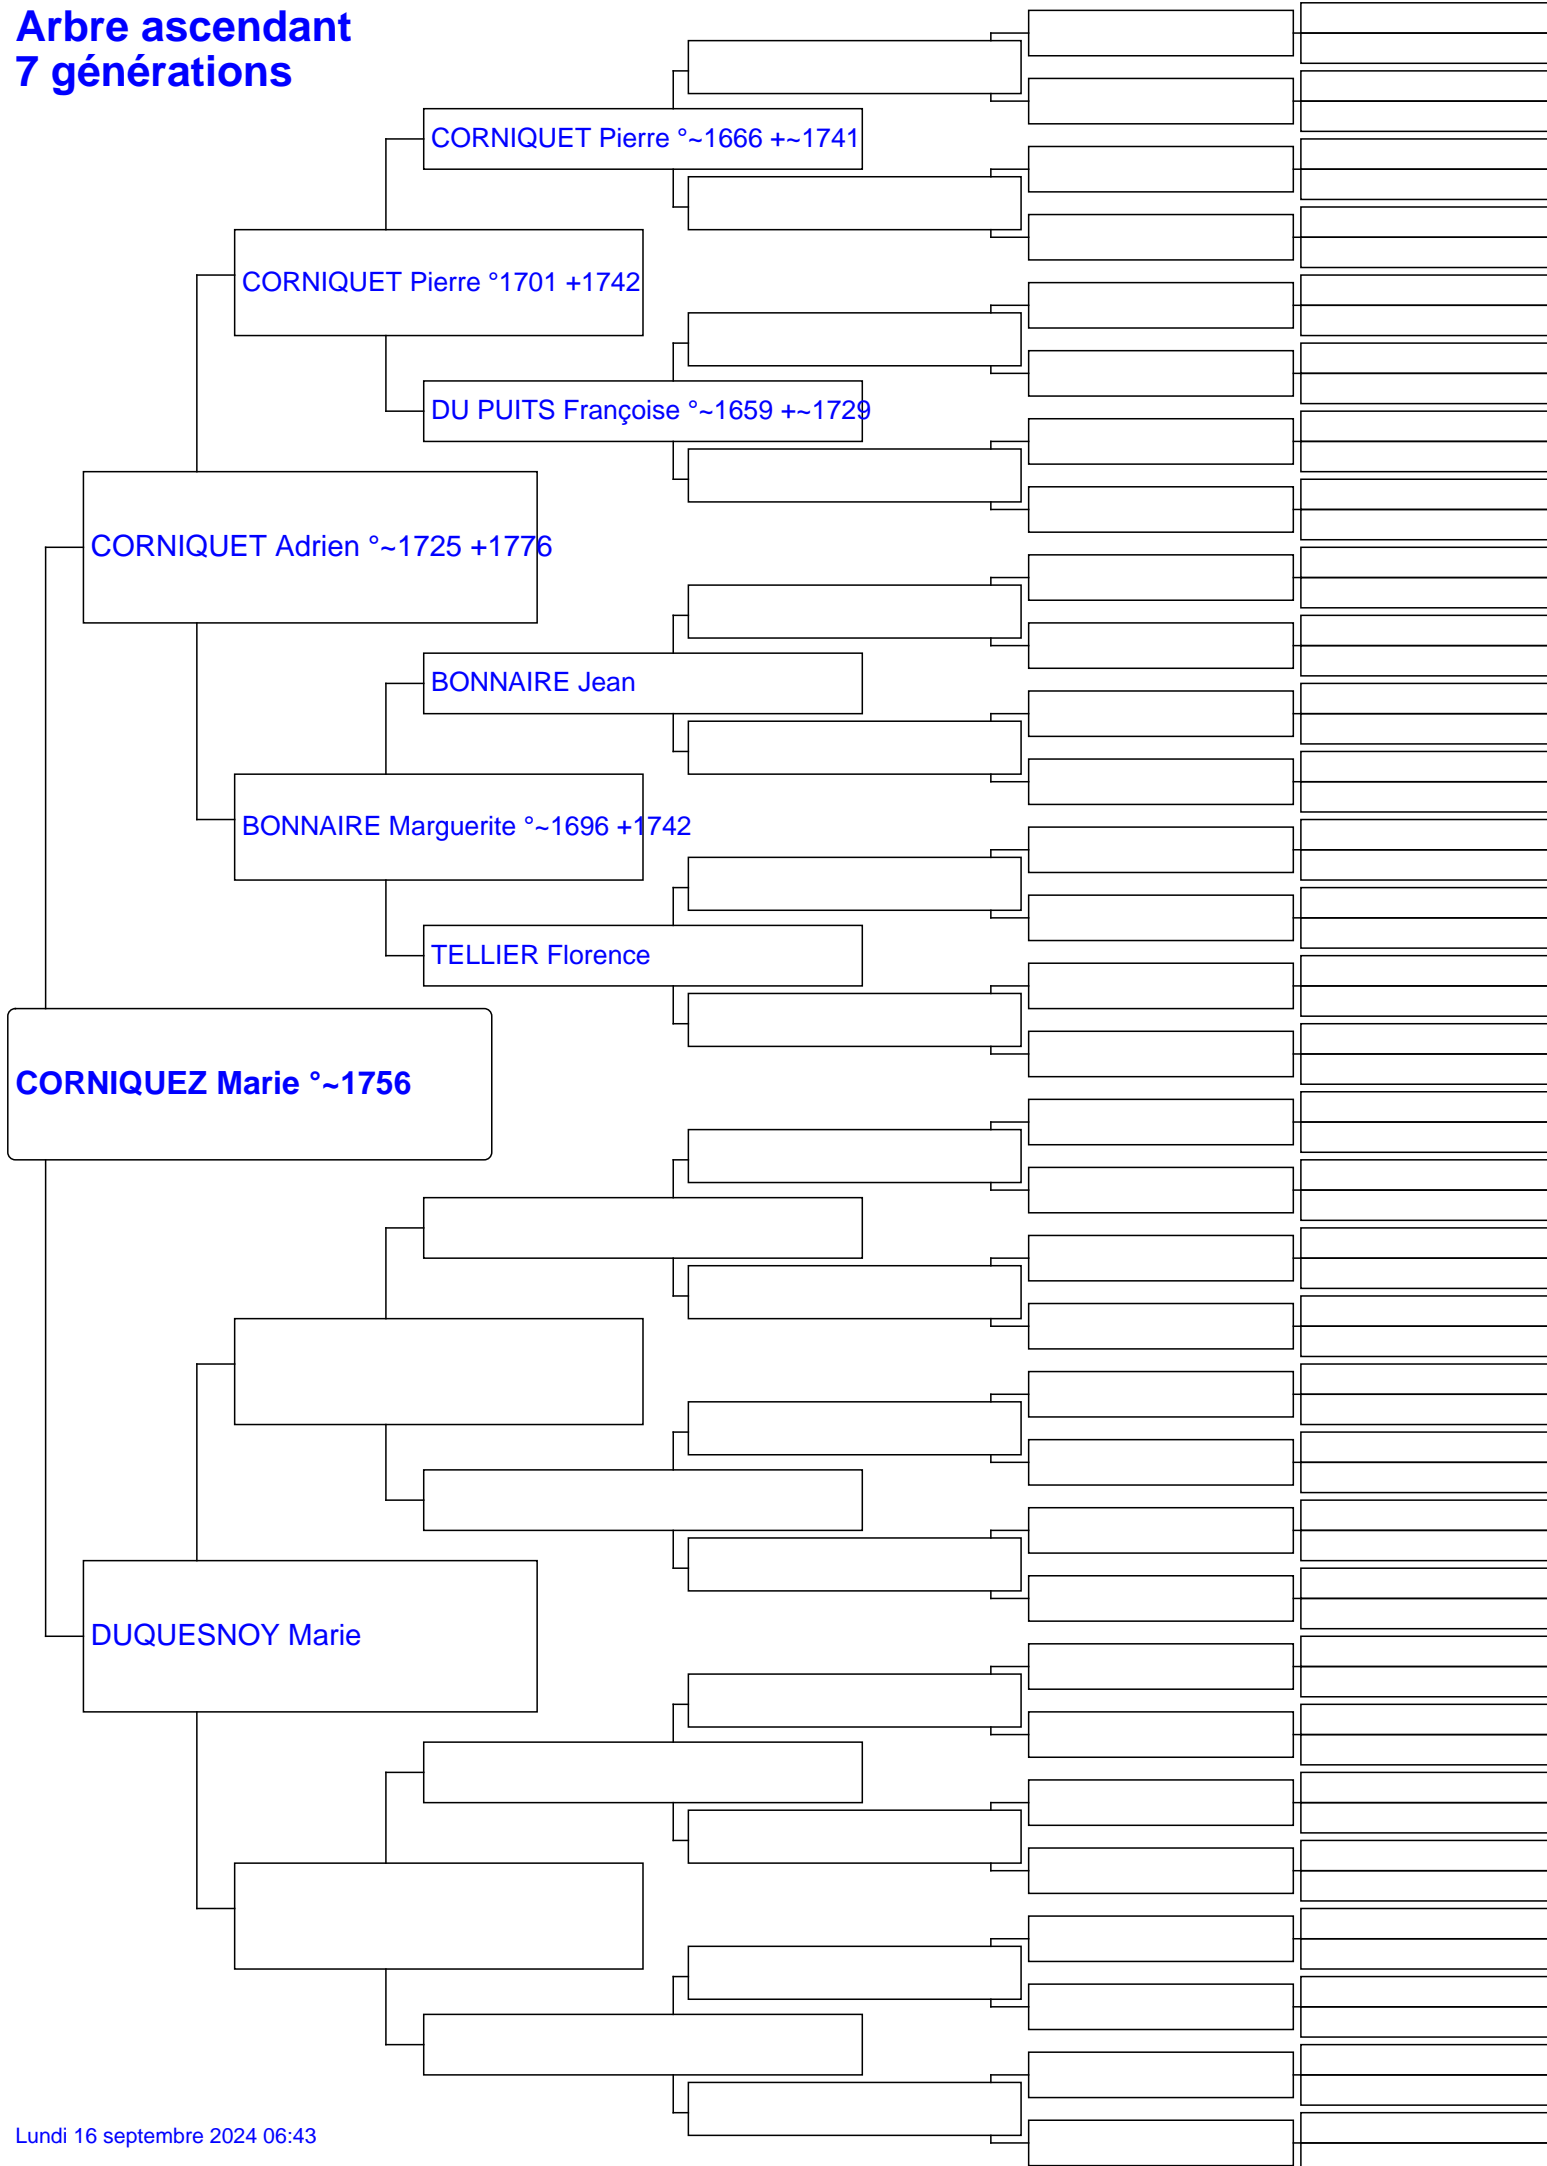 Arbre ascendant
7 générations
CORNIQUET Pierre °~1666 +~1741
CORNIQUET Pierre °1701 +1742
DU PUITS Françoise °~1659 +~1729
CORNIQUET Adrien °~1725 +1776
BONNAIRE Jean
BONNAIRE Marguerite °~1696 +1742
TELLIER Florence
CORNIQUEZ Marie °~1756
DUQUESNOY Marie
Lundi 16 septembre 2024 06:43